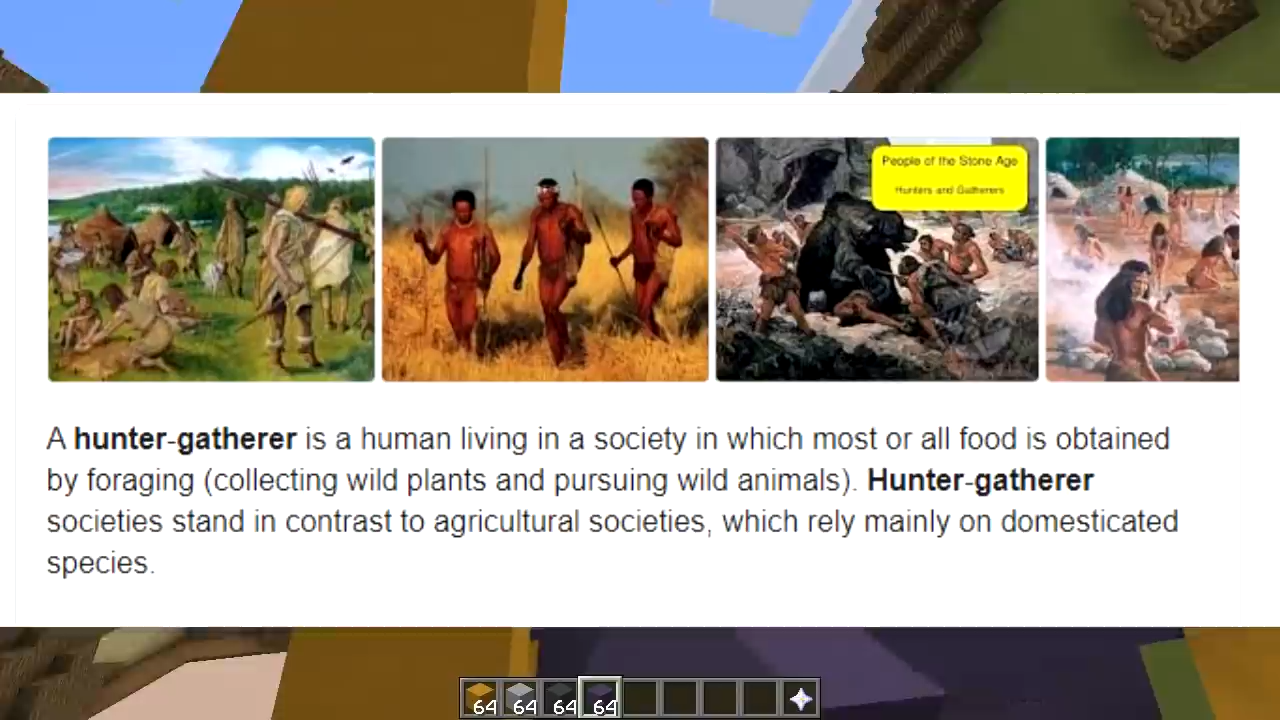 People of the Stone Age
Hunters and Gatherers
A hunter-gatherer is a human living in a society in which most or all food is obtained
by foraging (collecting wild plants and pursuing wild animals). Hunter-gatherer
societies stand in contrast to agricultural societies, which rely mainly on domesticated
species.
64 64 64 64